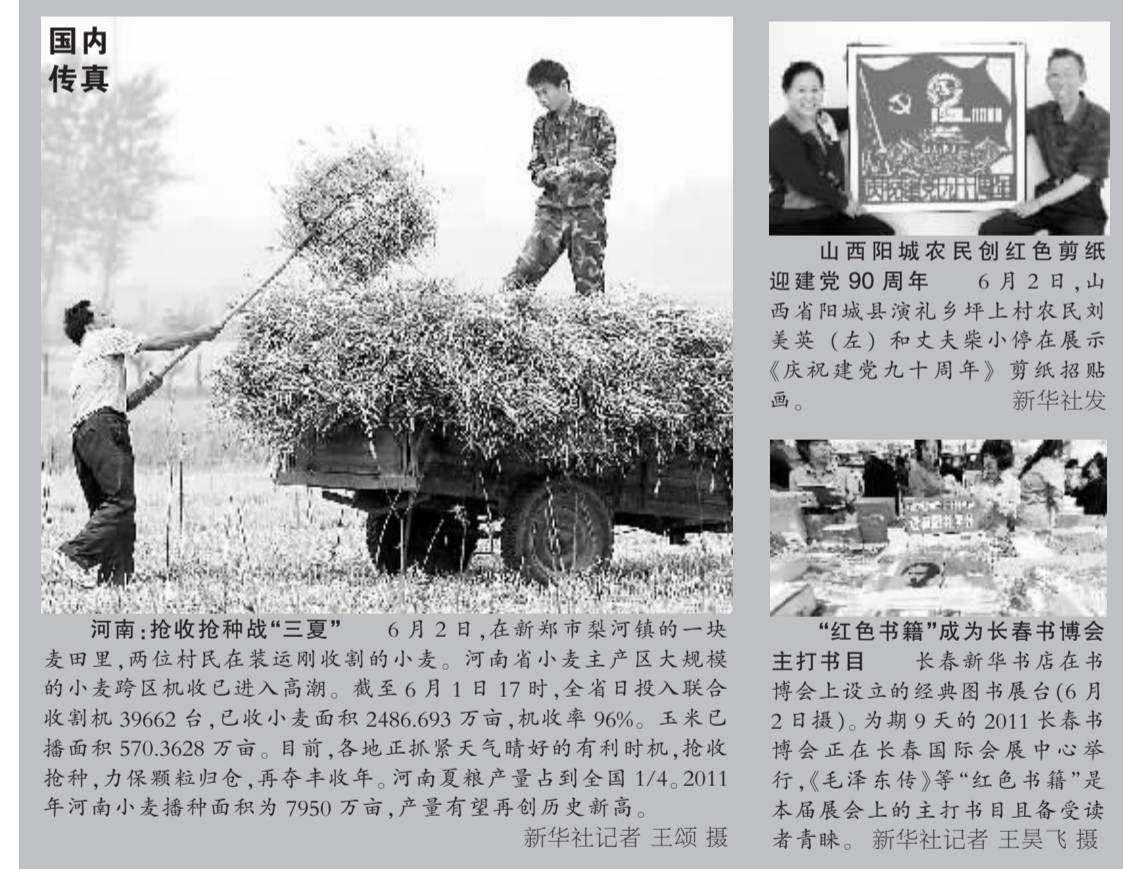 国内
传真
河南：抢收抢种战“三夏” 6月2日，在新郑市梨河镇的一块
麦田里，两位村民在装运刚收割的小麦。河南省小麦主产区大规模
的小麦跨区机收已进入高潮。截至6月1日17时，全省日投入联合
收割机39662台，已收小麦面积2486.693万亩，机收率96%。玉米已
播面积570.3628万亩。目前，各地正抓紧天气晴好的有利时机，抢收
抢种，力保颗粒归仓，再夺丰收年。河南夏粮产量占到全国1/4。2011
年河南小麦播种面积为7950万亩，产量有望再创历史新高。
新华社记者 王颂 摄
庆祝建党九十周年
山西阳城农民创红色剪纸
迎建党90周年 6月2日，山
西省阳城县演礼乡坪上村农民刘
美英（左）和丈夫柴小停在展示
《庆祝建党九十周年》剪纸招贴
画。 新华社发
“红色书籍”成为长春书博会
主打书目 长春新华书店在书
博会上设立的经典图书展台（6月
2日摄）。为期9天的2011长春书
博会正在长春国际会展中心举
行，《毛泽东传》等“红色书籍”是
本届展会上的主打书目且备受读
者青睐。 新华社记者 王昊飞 摄